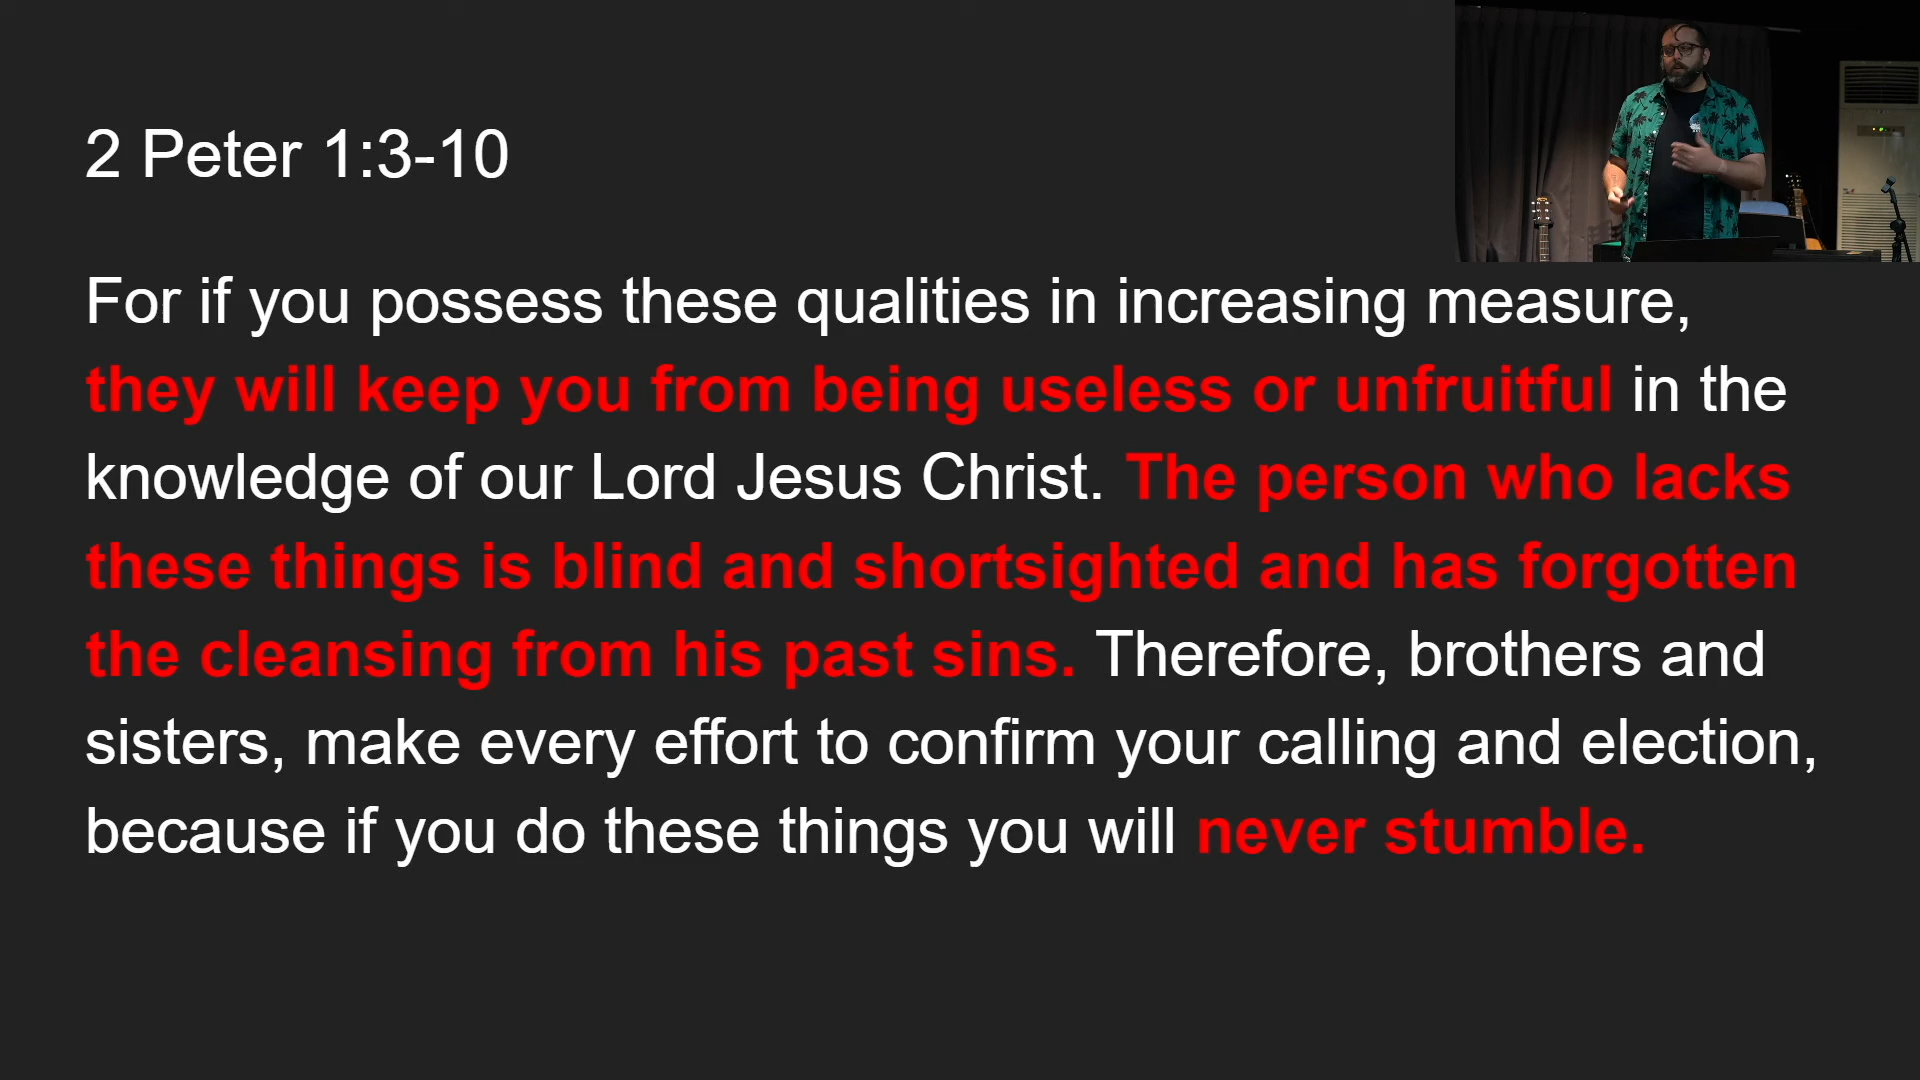 2 Peter 1:3-10
For if you possess these qualities in increasing measure,
they will keep you from being useless or unfruitful in the
knowledge of our Lord Jesus Christ. The person who lacks
these things is blind and shortsighted and has forgotten
the cleansing from his past sins. Therefore, brothers and
sisters, make every effort to confirm your calling and election,
because if you do these things you will never stumble.